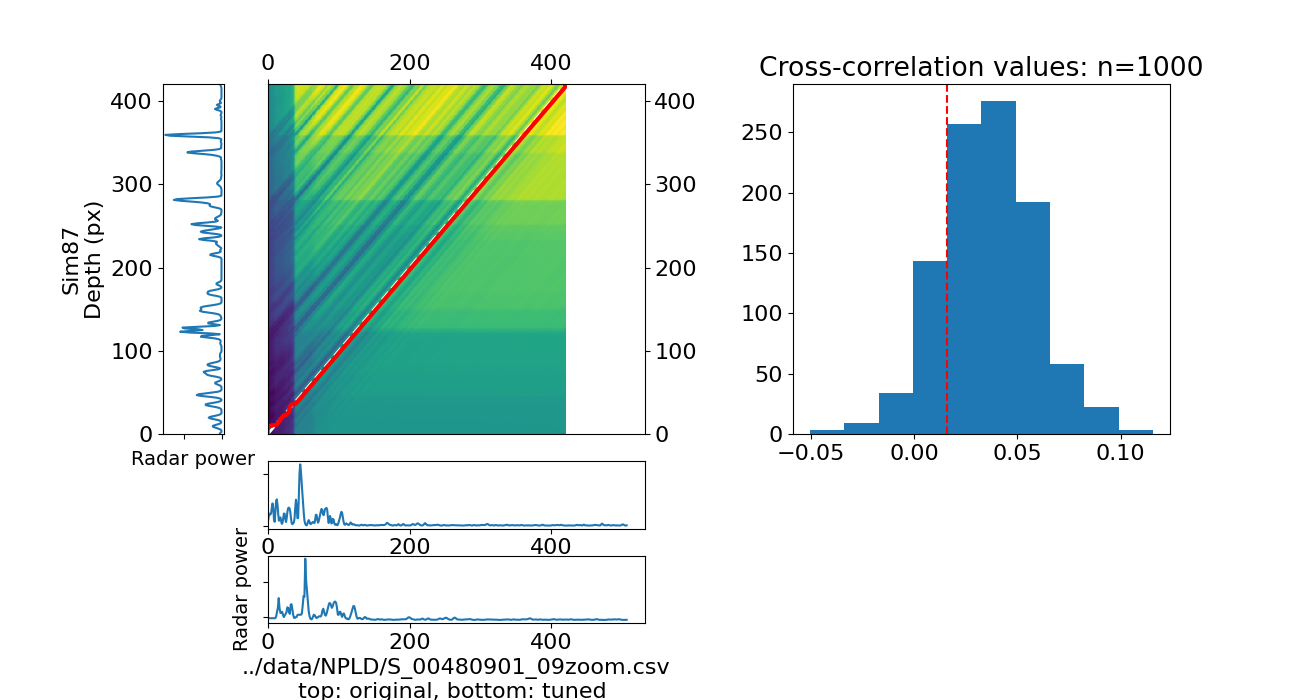 0 200 400
Cross-correlation values: n=1000
400
300
200
100
0
Sim87
Depth (px)
Radar power
400
300
200
100
0
250
200
150
100
50
0
−0.05 0.00 0.05 0.10
0 200 400
Radar power
0 200 400
../data/NPLD/S_00480901_09zoom.csv
top: original, bottom: tuned